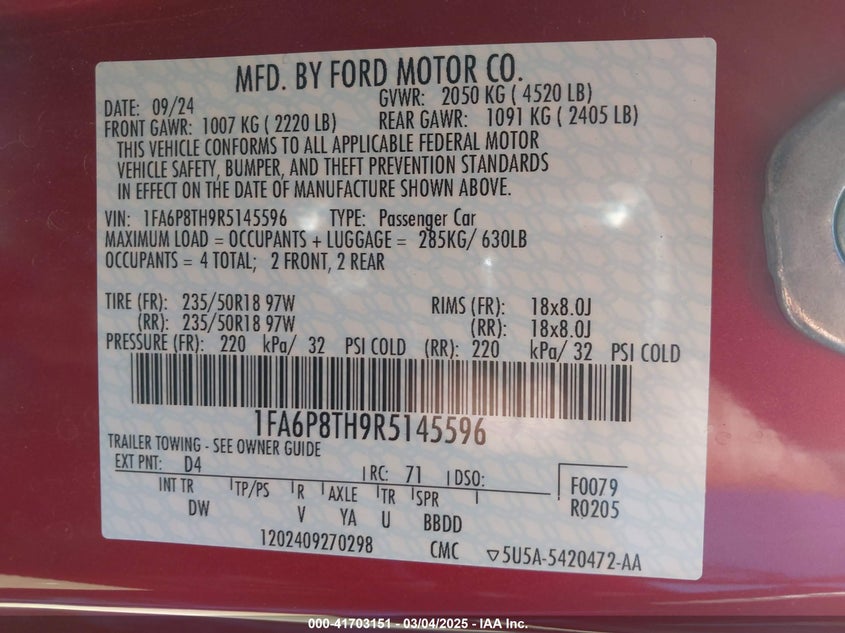 MFD. BY FORD MOTOR CO.
DATE: 09/24 GVWR: 2050 KG ( 4520 LB)
FRONT GAWR: 1007 KG ( 2220 LB) REAR GAWR: 1091 KG ( 2405 LB)
THIS VEHICLE CONFORMS TO ALL APPLICABLE FEDERAL MOTOR
VEHICLE SAFETY, BUMPER, AND THEFT PREVENTION STANDARDS
IN EFFECT ON THE DATE OF MANUFACTURE SHOWN ABOVE.
VIN: 1FA6P8TH9R5145596 TYPE: Passenger Car
MAXIMUM LOAD = OCCUPANTS + LUGGAGE = 285KG/ 630LB
OCCUPANTS = 4 TOTAL; 2 FRONT, 2 REAR
TIRE (FR): 235/50R18 97W RIMS (FR): 18x8.0J
(RR): 235/50R18 97W (RR): 18x8.0J
PRESSURE (FR): 220 kPa/ 32 PSI COLD (RR): 220 kPa/ 32 PSI COLD
1FA6P8TH9R5145596
TRAILER TOWING - SEE OWNER GUIDE
EXT PNT: D4 RC: 71 DSO: F0079
INT TR TP/PS R AXLE TR SPR R0205
DW V YA U BBDD
1202409270298 CMC ▽5U5A-5420472-AA
000-41703151 - 03/04/2025 - IAA Inc.